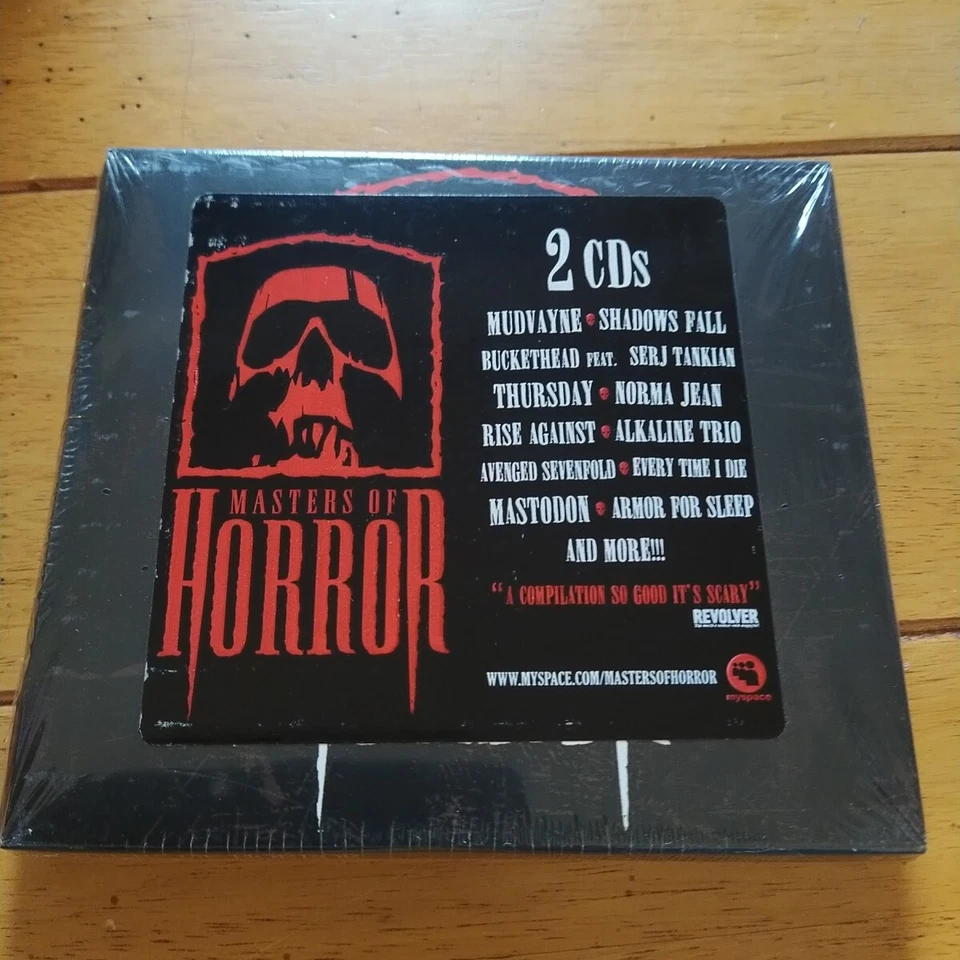 MASTERS OF
HORROR
2 CDs
MUDVAYNE • SHADOWS FALL
BUCKETHEAD FEAT. SERJ TANKIAN
THURSDAY • NORMA JEAN
RISE AGAINST • ALKALINE TRIO
AVENGED SEVENFOLD • EVERY TIME I DIE
MASTODON • ARMOR FOR SLEEP
AND MORE!!!
"A COMPILATION SO GOOD IT'S SCARY"
REVOLVER
WWW.MYSPACE.COM/MASTERSOFHORROR
myspace